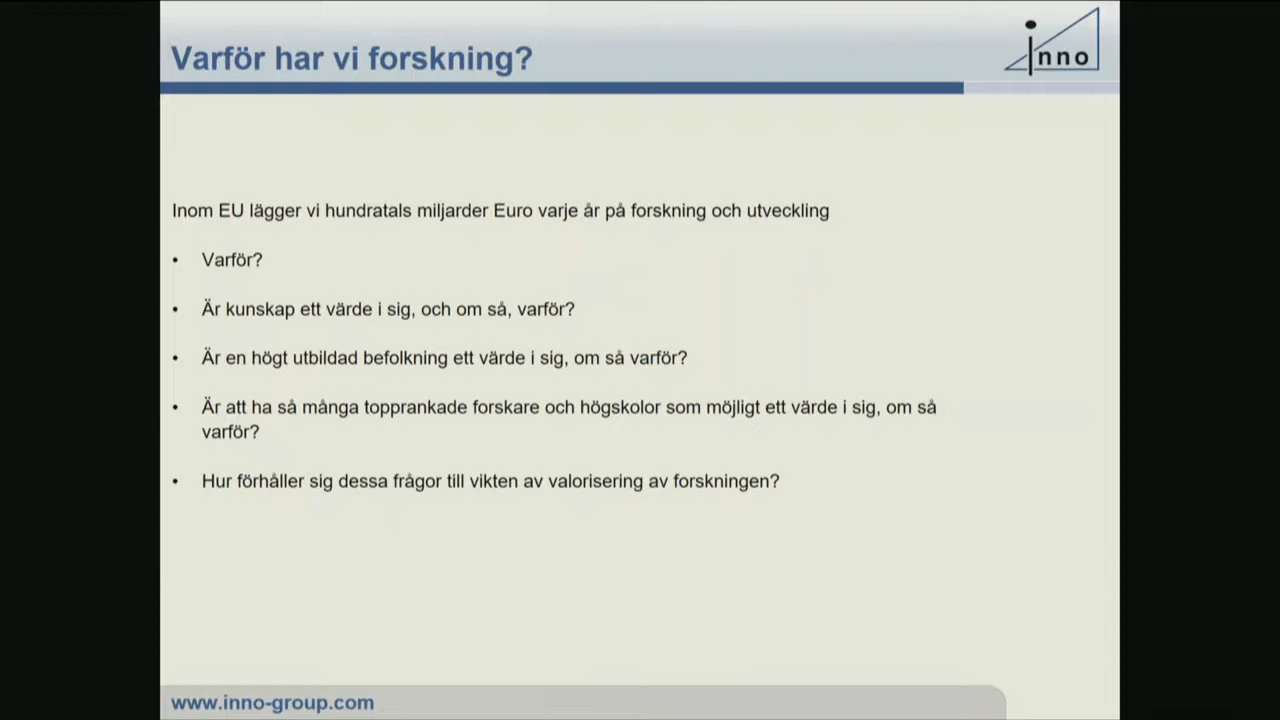 Varför har vi forskning?
inno
Inom EU lägger vi hundratals miljarder Euro varje år på forskning och utveckling
• Varför?
• Är kunskap ett värde i sig, och om så, varför?
• Är en högt utbildad befolkning ett värde i sig, om så varför?
• Är att ha så många topprankade forskare och högskolor som möjligt ett värde i sig, om så
varför?
• Hur förhåller sig dessa frågor till vikten av valorisering av forskningen?
www.inno-group.com